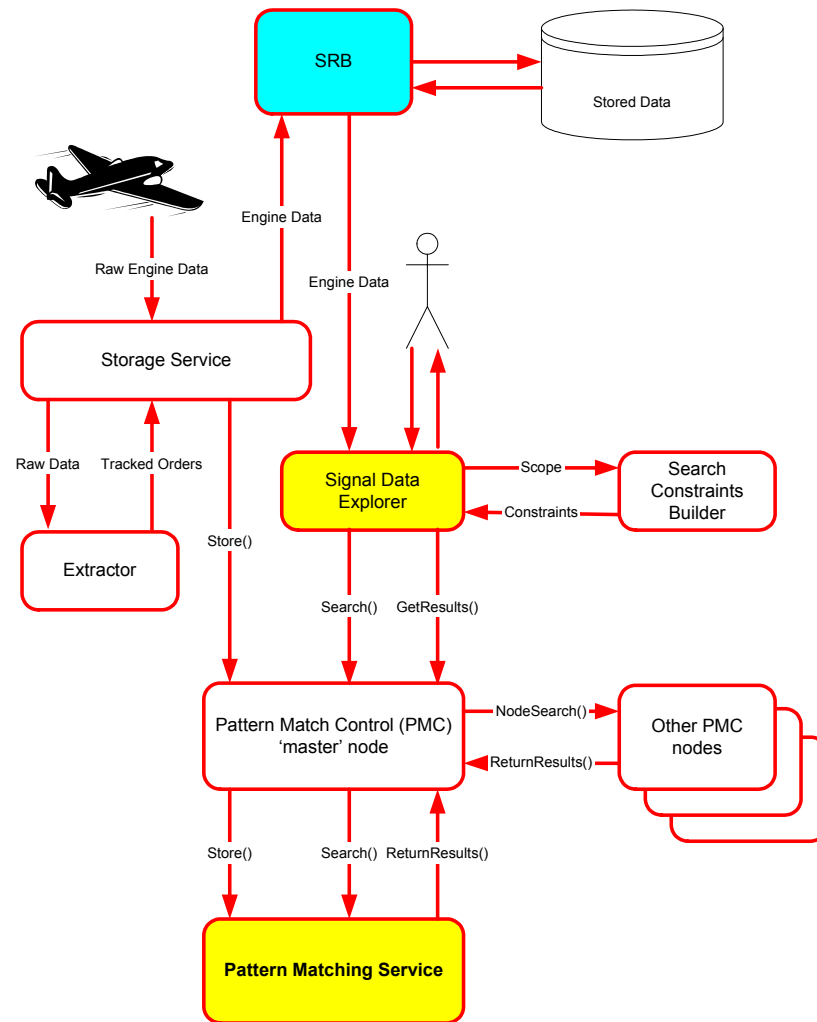 SRB
Stored Data
Engine Data
Raw Engine Data
Engine Data
Storage Service
Raw Data
Tracked Orders
Signal Data
Explorer
Scope
Constraints
Search
Constraints
Builder
Extractor
Store()
Search()
GetResults()
Pattern Match Control (PMC)
‘master’ node
NodeSearch()
ReturnResults()
Other PMC
nodes
Store()
Search()
ReturnResults()
Pattern Matching Service